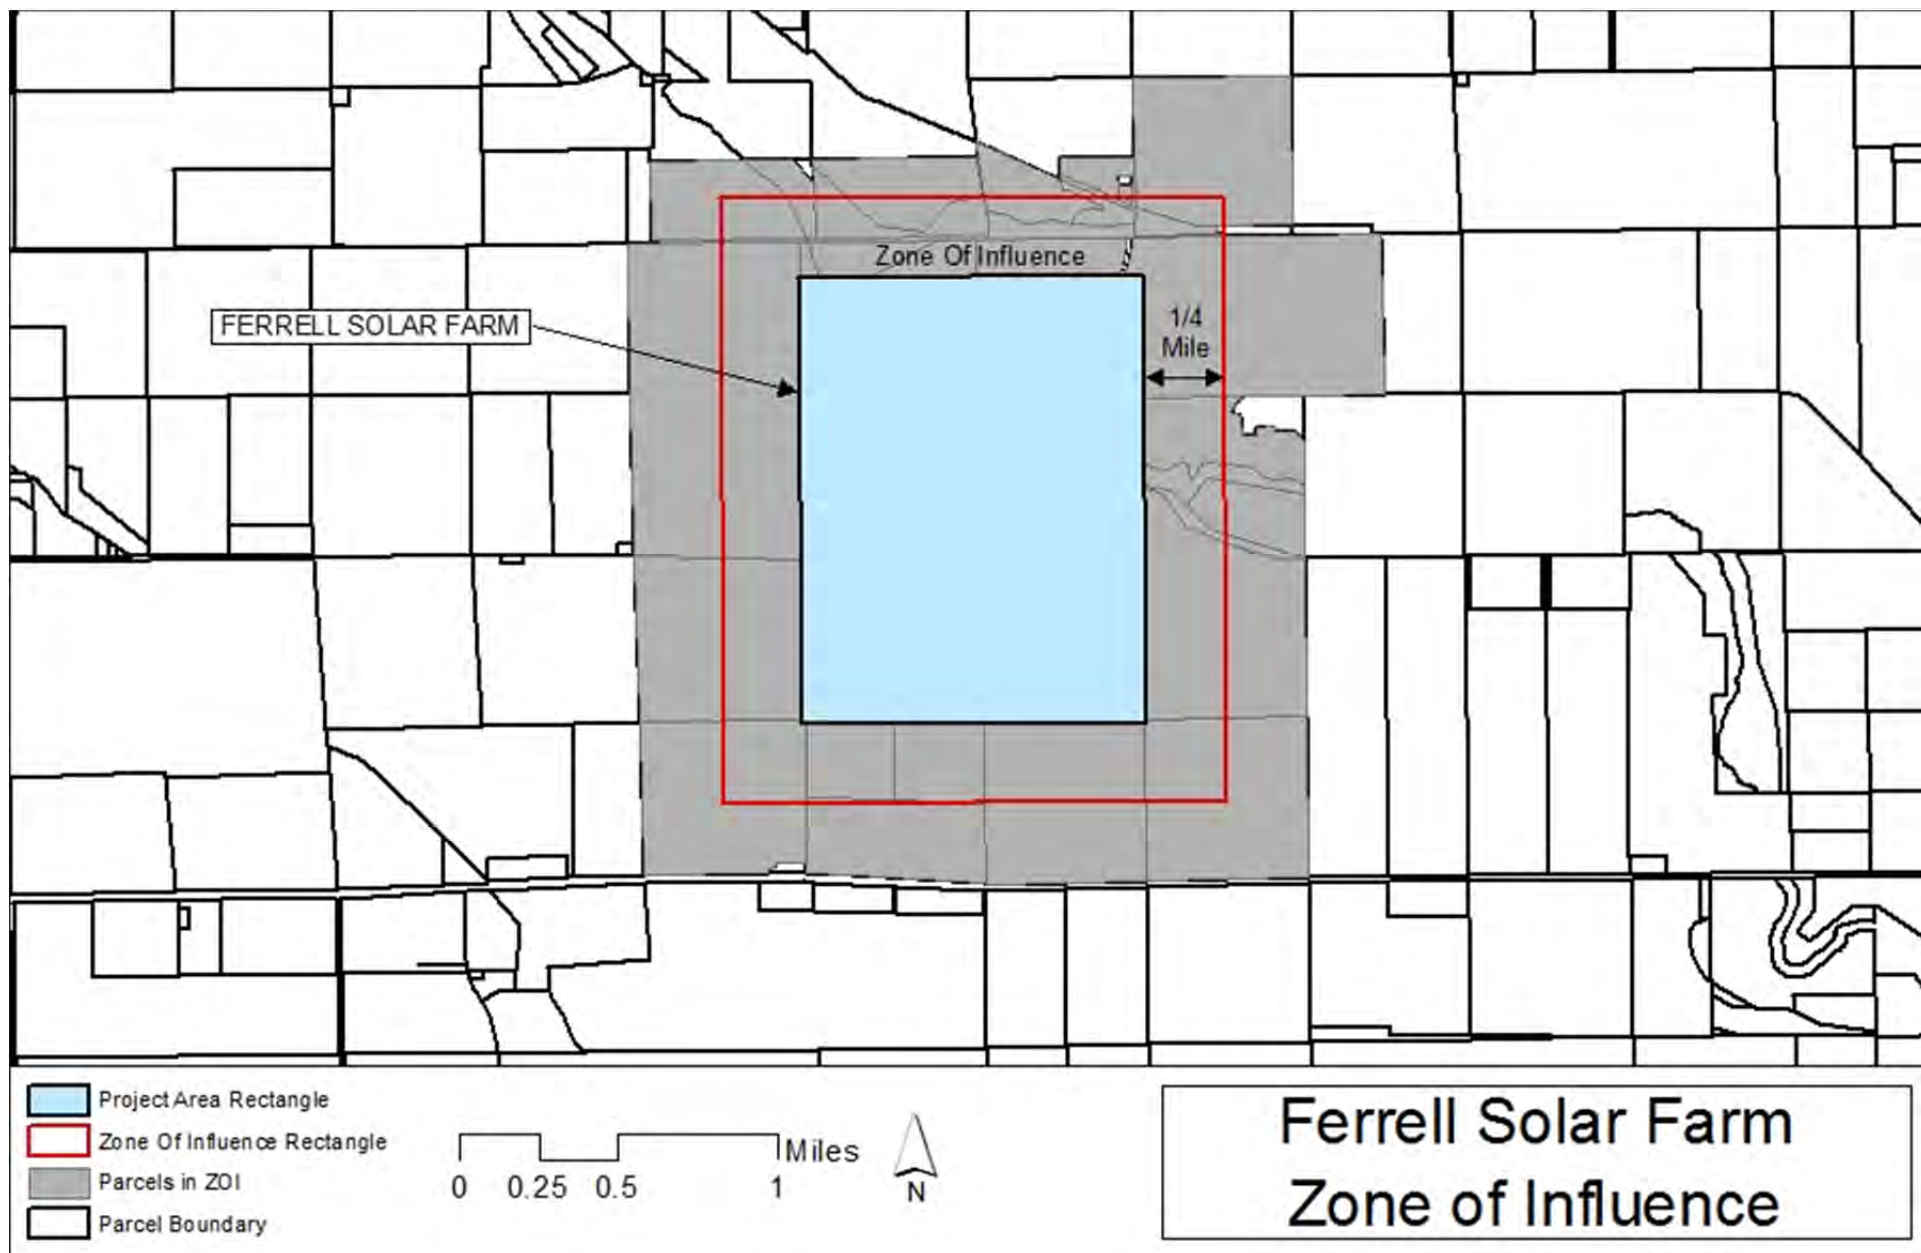 Zone Of Influence
FERRELL SOLAR FARM
1/4
Mile
Project Area Rectangle
Zone Of Influence Rectangle
Parcels in ZOI
Parcel Boundary
Miles
0 0.25 0.5 1
N
Ferrell Solar Farm
Zone of Influence